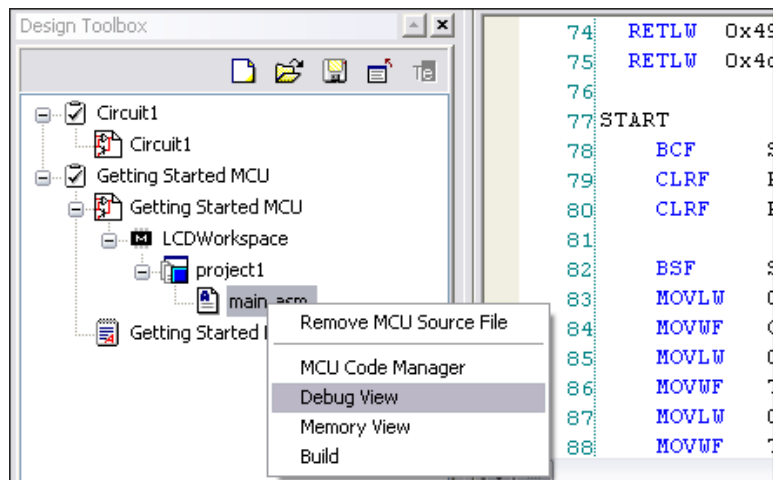 Design Toolbox
Circuit1
Circuit1
Getting Started MCU
Getting Started MCU
LCDWorkspace
project1
main.asm
Getting Started
Remove MCU Source File
MCU Code Manager
Debug View
Memory View
Build
74 RETLW 0x49
75 RETLW
76
77 START
78 BCF
79 CLRF
80 CLRF
81
82 BSF
83 MOVLW
84 MOVWF
85 MOVLW
86 MOVWF
87 MOVLW
88 MOVWF